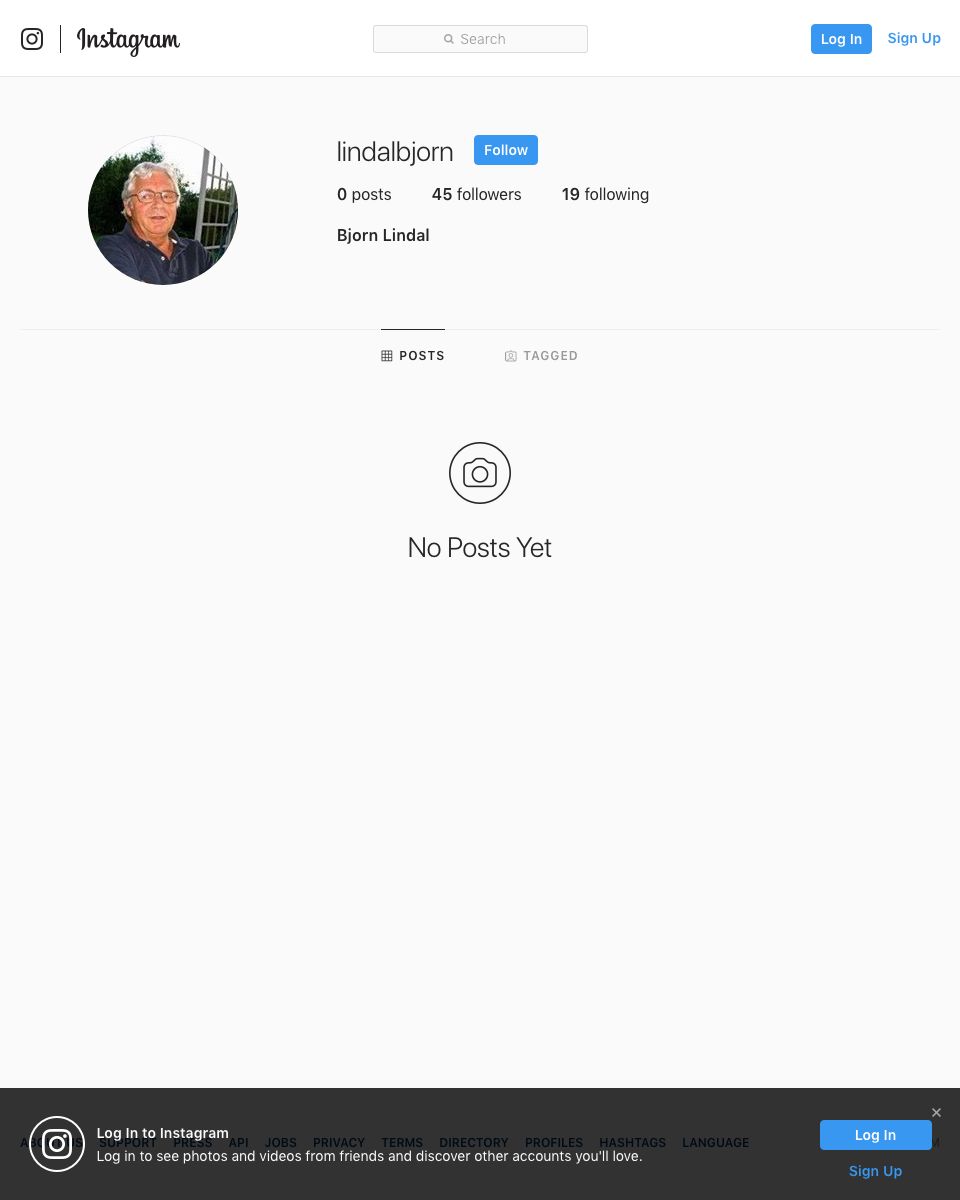 Instagram
Search
Log In
Sign Up
lindalbjorn
Follow
0 posts 45 followers 19 following
Bjorn Lindal
POSTS TAGGED
No Posts Yet
×
Log In to Instagram
Log in to see photos and videos from friends and discover other accounts you'll love.
SUPPORT PRESS API JOBS PRIVACY TERMS DIRECTORY PROFILES HASHTAGS LANGUAGE
Log In
Sign Up